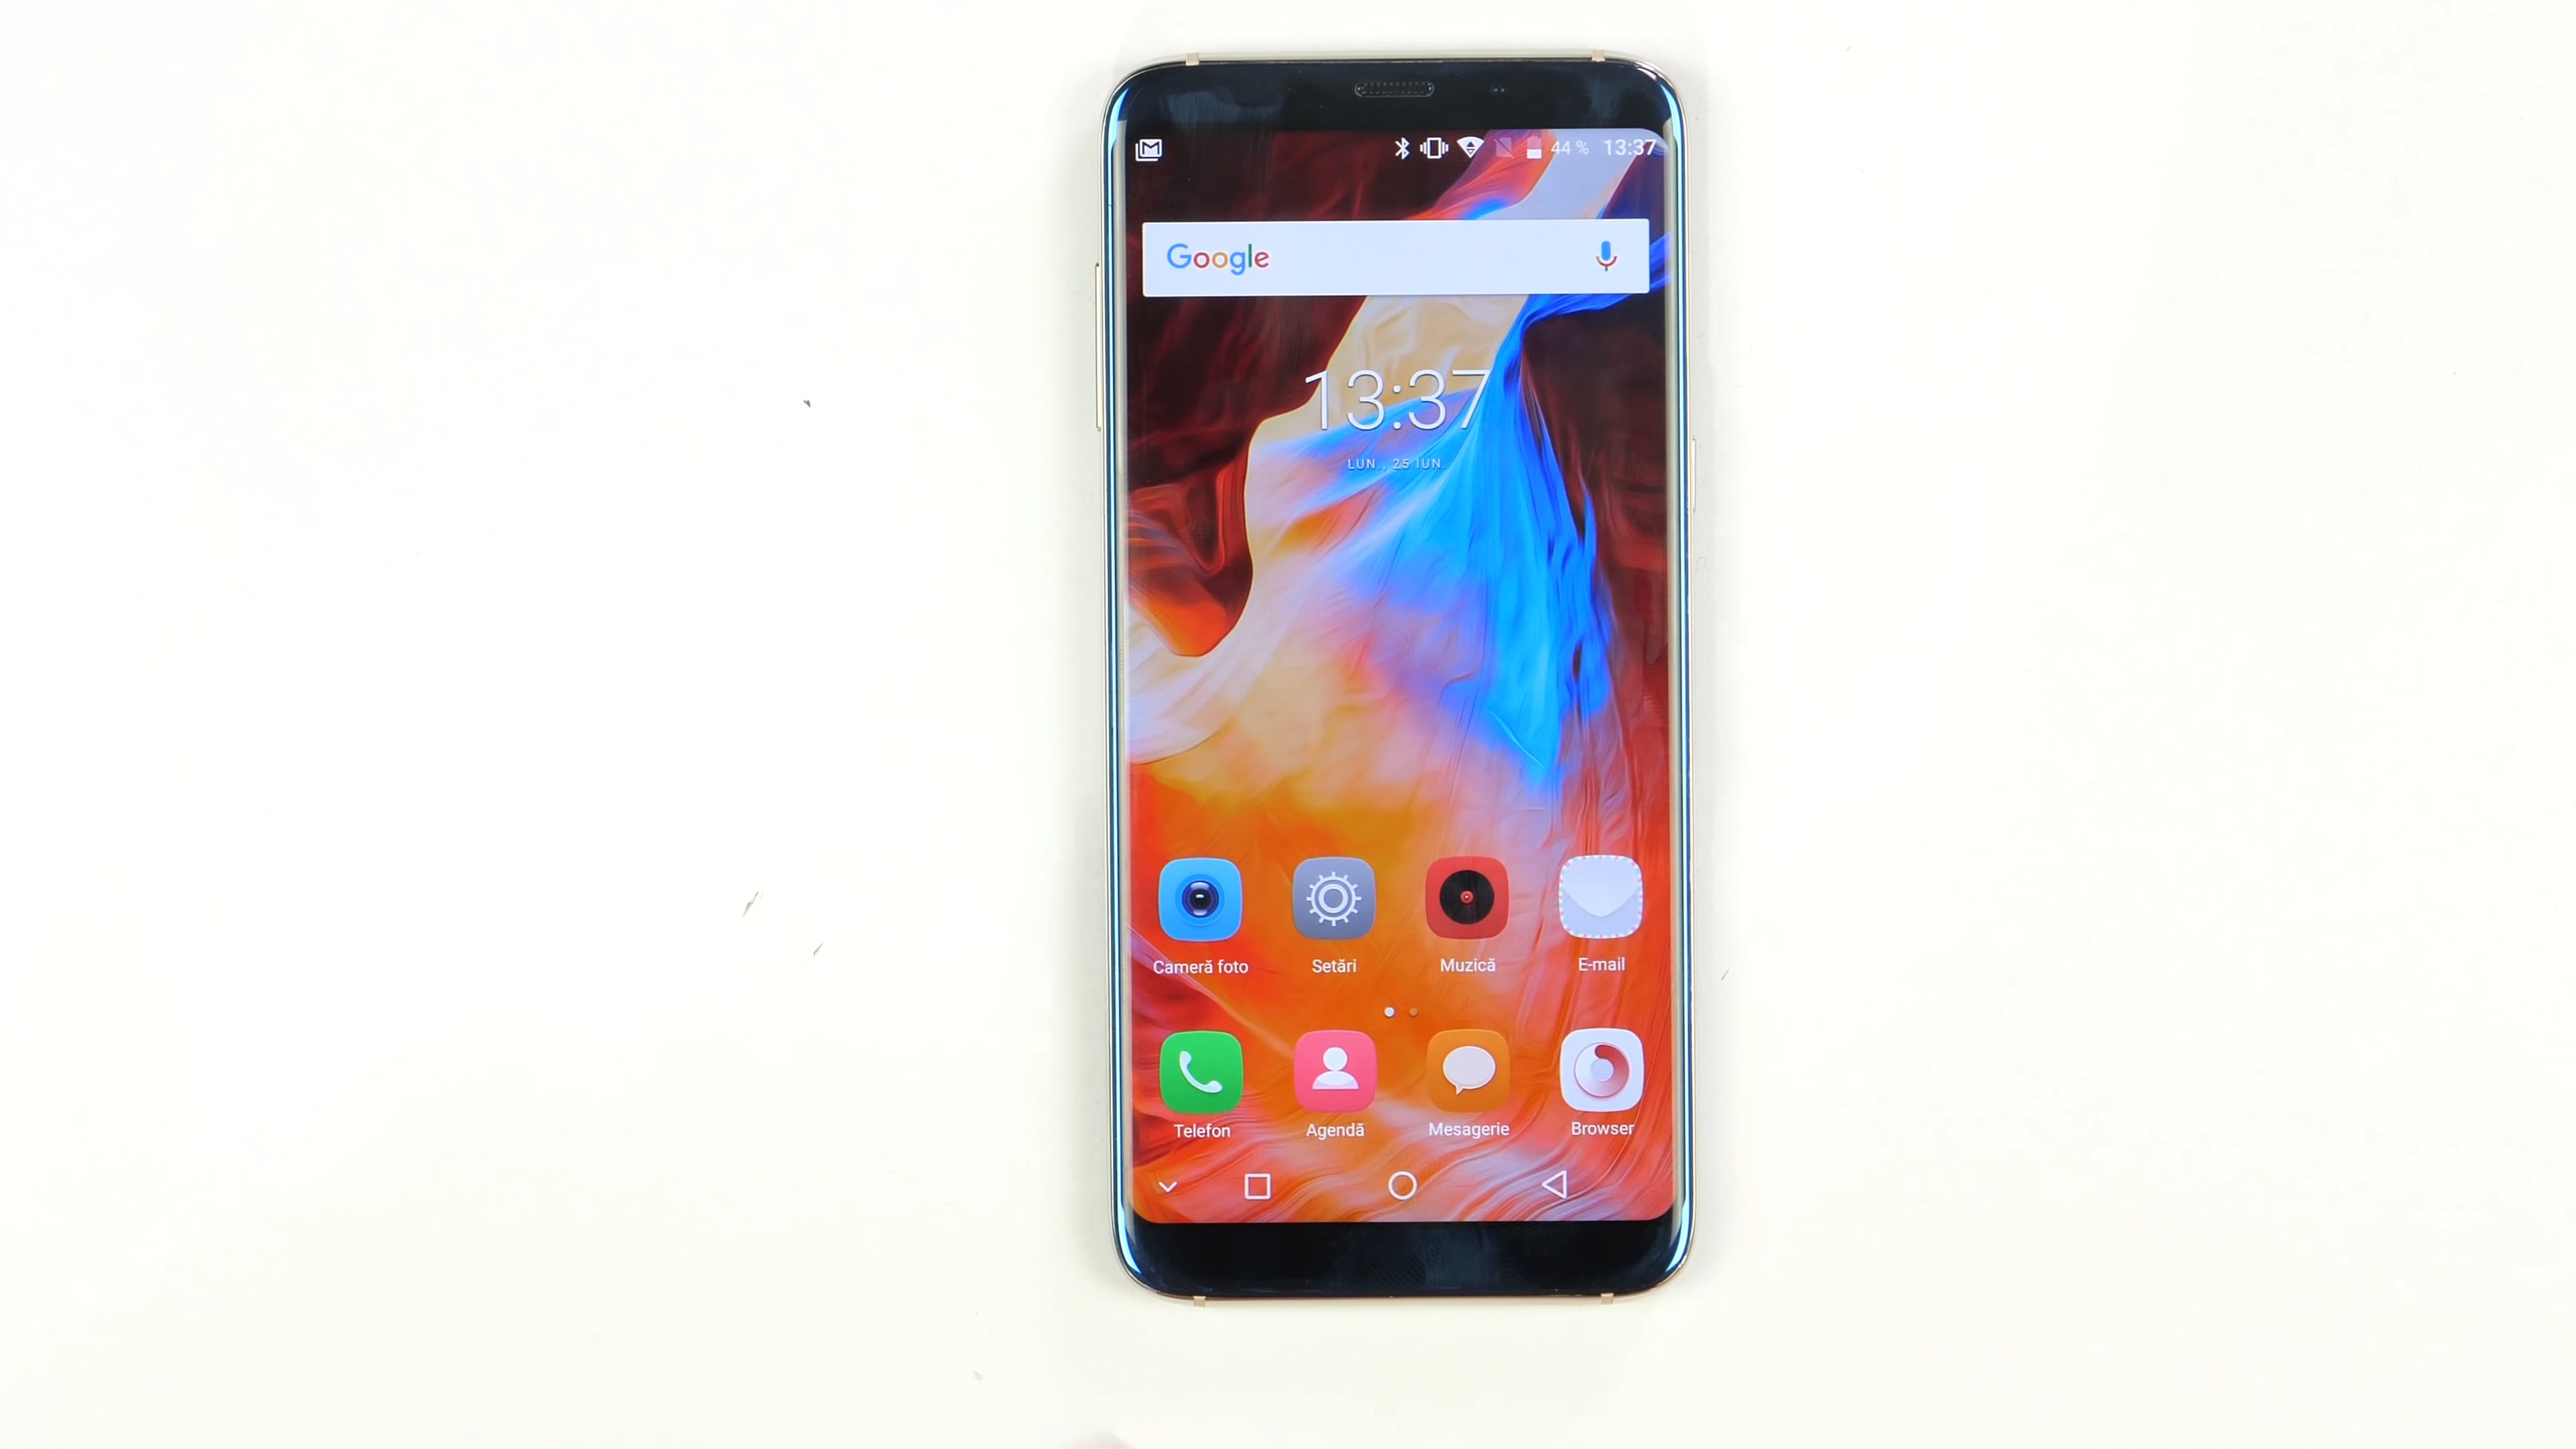 44 % 13:37
Google
13:37
LUN., 25 IUN.
Cameră foto Setări Muzică E-mail
Telefon Agendă Mesagerie Browser